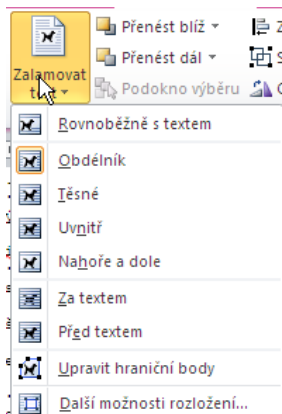 Přenést blíž
Přenést dál
Zalamovat
text
Podokno výběru
Rovnoběžně s textem
Obdélník
Těsné
Uvnitř
Nahoře a dole
Za textem
Před textem
Upravit hraniční body
Další možnosti rozložení...